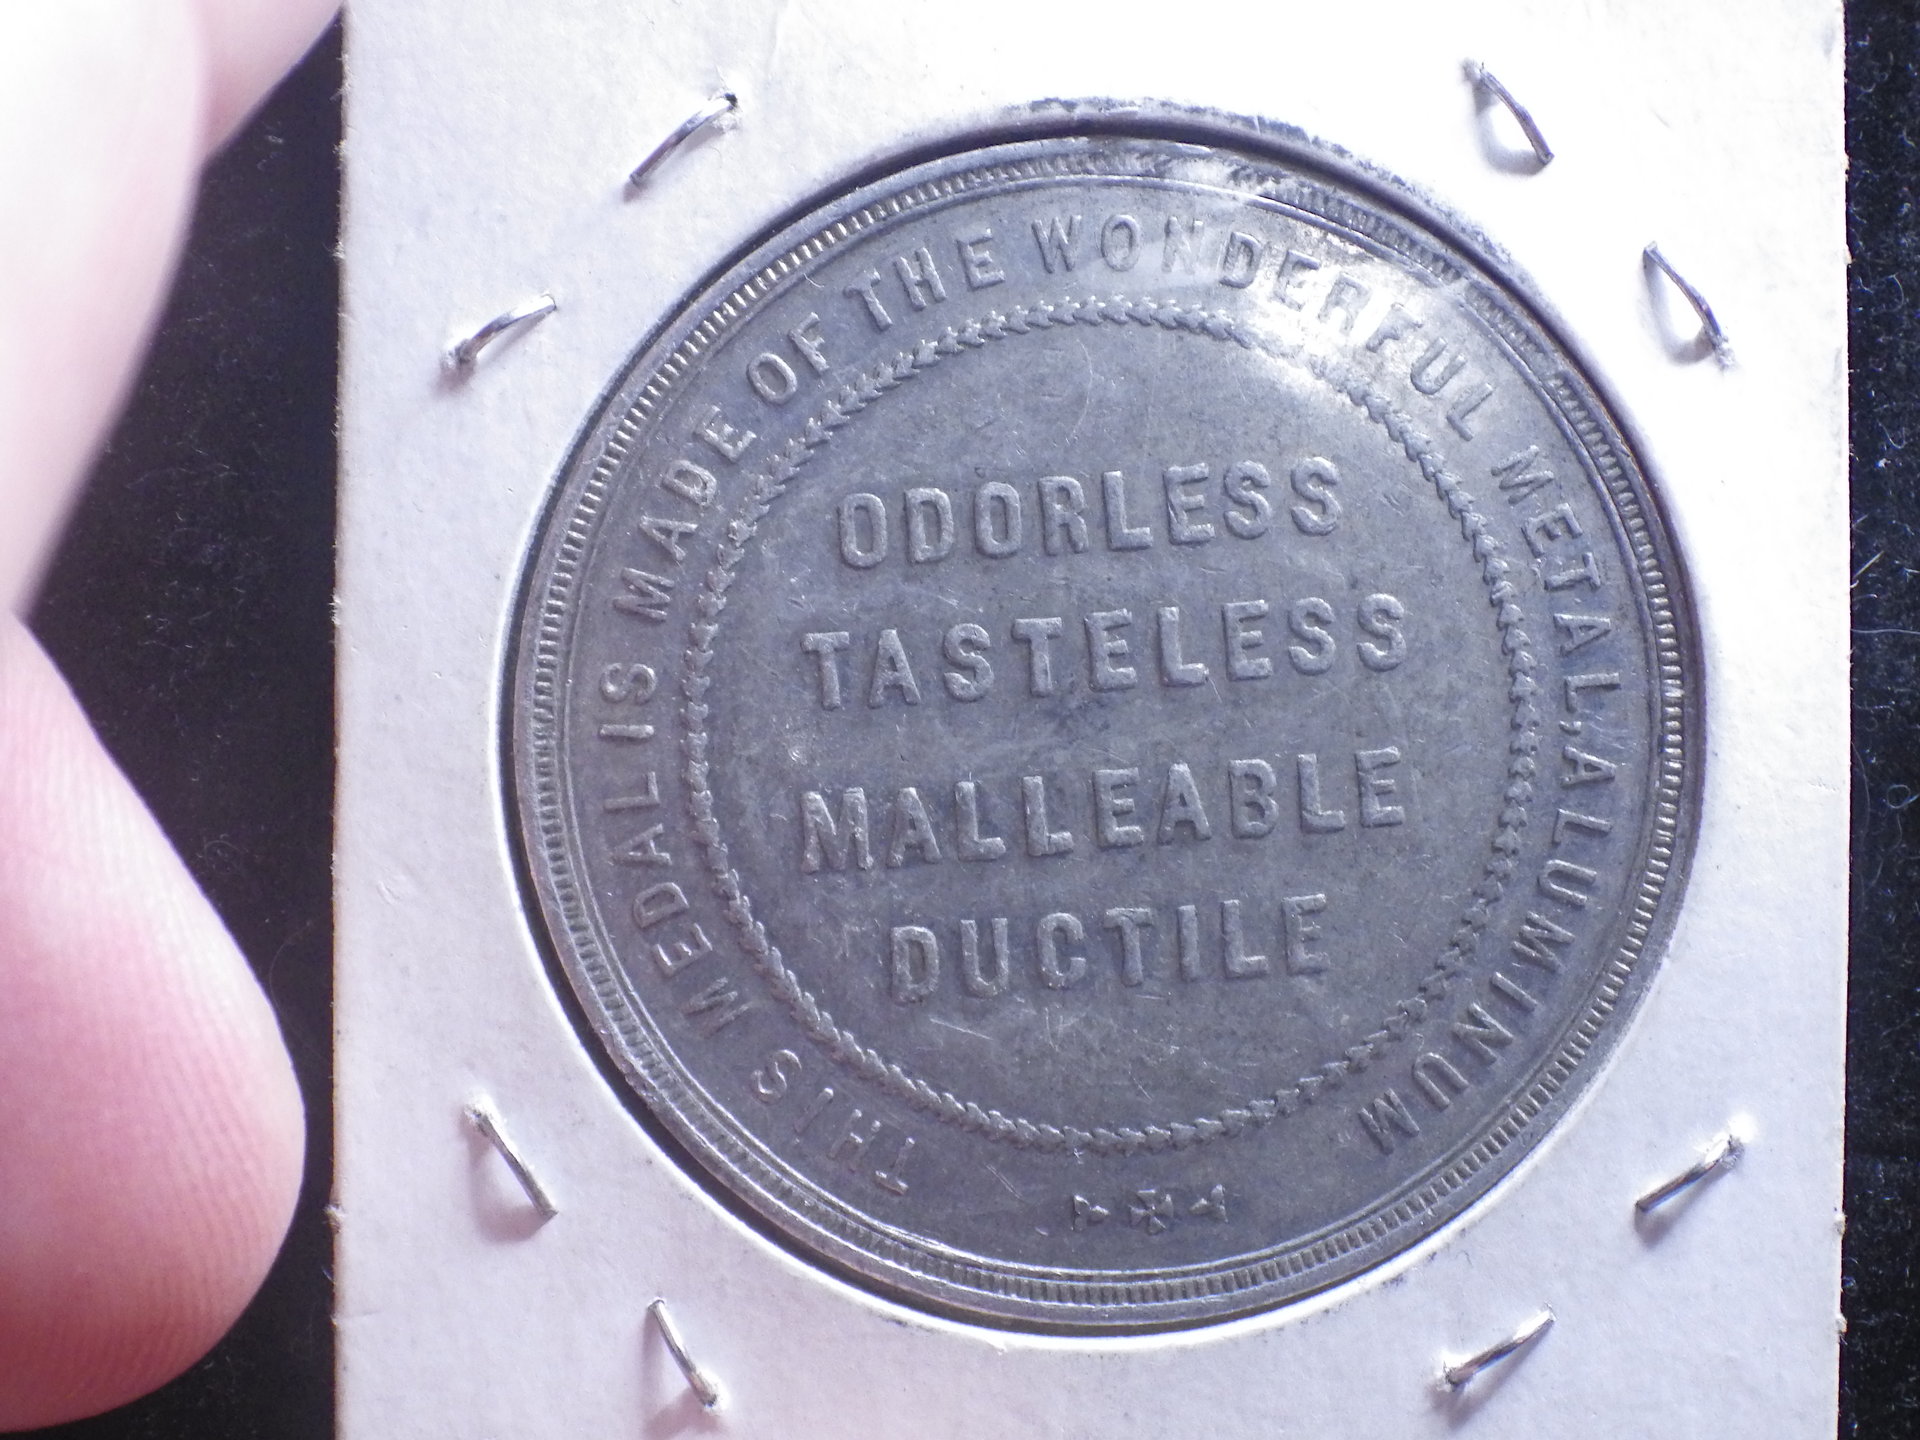 THIS MEDAL IS MADE OF THE WONDERFUL METAL, ALUMINUM
ODORLESS
TASTELESS
MALLEABLE
DUCTILE